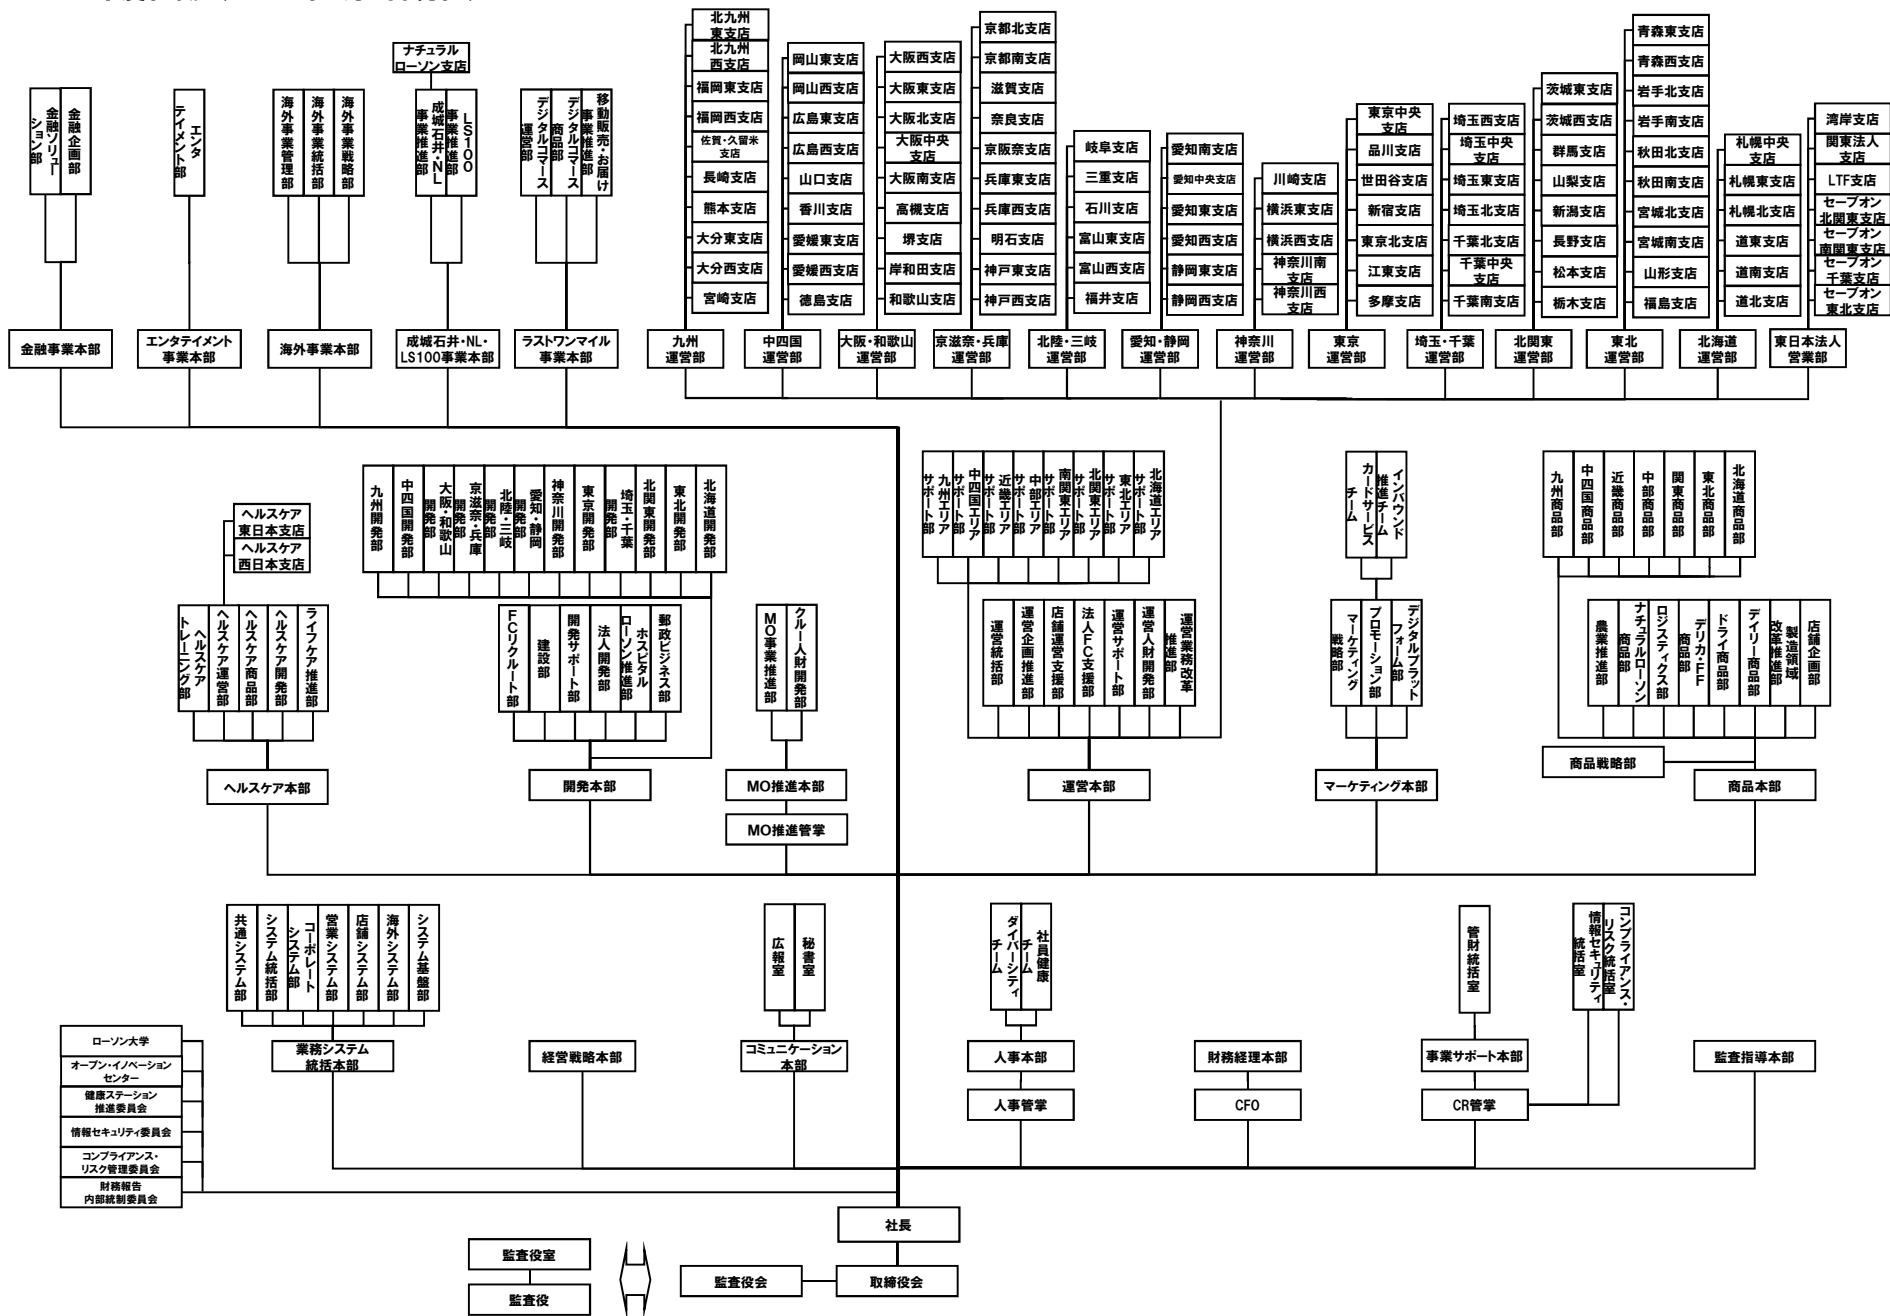 ナチュラル
ローソン支店
金融ソリュー
ション部
金融企画部
エンタ
テイメント部
海外事業管理部
海外事業統括部
海外事業戦略部
成城石井・NL
事業推進部
LS100
事業推進部
デジタルコマース
運営部
デジタルコマース
商品部
移動販売・お届け
事業推進部
北九州
東支店
北九州
西支店
福岡東支店
福岡西支店
佐賀・久留米
支店
長崎支店
熊本支店
大分東支店
大分西支店
宮崎支店
岡山東支店
岡山西支店
広島東支店
広島西支店
山口支店
香川支店
愛媛東支店
愛媛西支店
徳島支店
大阪西支店
大阪東支店
大阪北支店
大阪中央
支店
大阪南支店
高槻支店
堺支店
岸和田支店
和歌山支店
京都北支店
京都南支店
滋賀支店
奈良支店
京阪奈支店
兵庫東支店
兵庫西支店
明石支店
神戸東支店
神戸西支店
岐阜支店
三重支店
石川支店
富山東支店
富山西支店
福井支店
愛知南支店
愛知中央支店
愛知東支店
愛知西支店
静岡東支店
静岡西支店
川崎支店
横浜東支店
横浜西支店
神奈川南
支店
神奈川西
支店
東京中央
支店
品川支店
世田谷支店
新宿支店
東京北支店
江東支店
多摩支店
埼玉西支店
埼玉中央
支店
埼玉東支店
埼玉北支店
千葉北支店
千葉中央
支店
千葉南支店
茨城東支店
茨城西支店
群馬支店
山梨支店
新潟支店
長野支店
松本支店
栃木支店
青森東支店
青森西支店
岩手北支店
岩手南支店
秋田北支店
秋田南支店
宮城北支店
宮城南支店
山形支店
福島支店
札幌中央
支店
札幌東支店
札幌北支店
道東支店
道南支店
道北支店
湾岸支店
関東法人
支店
LTF支店
セーブオン
北関東支店
セーブオン
南関東支店
セーブオン
千葉支店
セーブオン
東北支店
金融事業本部
エンタテイメント
事業本部
海外事業本部
成城石井・NL・
LS100事業本部
ラストワンマイル
事業本部
九州
運営部
中四国
運営部
大阪・和歌山
運営部
京滋奈・兵庫
運営部
北陸・三岐
運営部
愛知・静岡
運営部
神奈川
運営部
東京
運営部
埼玉・千葉
運営部
北関東
運営部
東北
運営部
北海道
運営部
東日本法人
営業部
ヘルスケア
東日本支店
ヘルスケア
西日本支店
九州開発部
中四国開発部
大阪・和歌山
開発部
京滋奈・兵庫
開発部
北陸・三岐
開発部
愛知・静岡
開発部
神奈川開発部
東京開発部
埼玉・千葉
開発部
北関東開発部
東北開発部
北海道開発部
九州エリア
サポート部
中四国エリア
サポート部
近畿エリア
サポート部
中部エリア
サポート部
南関東エリア
サポート部
北関東エリア
サポート部
東北エリア
サポート部
北海道エリア
サポート部
カードサービス
チーム
インバウンド
推進チーム
九州商品部
中四国商品部
近畿商品部
中部商品部
関東商品部
東北商品部
北海道商品部
ヘルスケア
トレーニング部
ヘルスケア運営部
ヘルスケア商品部
ヘルスケア開発部
ライフケア推進部
FCリクルート部
建設部
開発サポート部
法人開発部
ホスピタル
ローソン推進部
郵政ビジネス部
MO事業推進部
クルー人財開発部
運営統括部
運営企画推進部
店舗運営支援部
法人FC支援部
運営サポート部
運営人財開発部
運営業務改革
推進部
マーケティング
戦略部
プロモーション部
デジタルプラット
フォーム部
農業推進部
ナチュラルローソン
商品部
ロジスティクス部
デリカ・FF
商品部
ドライ商品部
デイリー商品部
製造領域
改革推進部
店舗企画部
商品戦略部
ヘルスケア本部
開発本部
MO推進本部
運営本部
マーケティング本部
商品本部
MO推進管掌
共通システム部
システム統括部
コーポレート
システム部
営業システム部
店舗システム部
海外システム部
システム基盤部
広報室
秘書室
ダイバーシティ
チーム
社員健康
チーム
管財統括室
情報セキュリティ
統括室
コンプライアンス・
リスク統括室
ローソン大学
オープン・イノベーション
センター
健康ステーション
推進委員会
情報セキュリティ委員会
コンプライアンス・
リスク管理委員会
財務報告
内部統制委員会
業務システム
統括本部
経営戦略本部
コミュニケーション
本部
人事本部
財務経理本部
事業サポート本部
監査指導本部
人事管掌
CFO
CR管掌
社長
監査役室
監査役
監査役会
取締役会